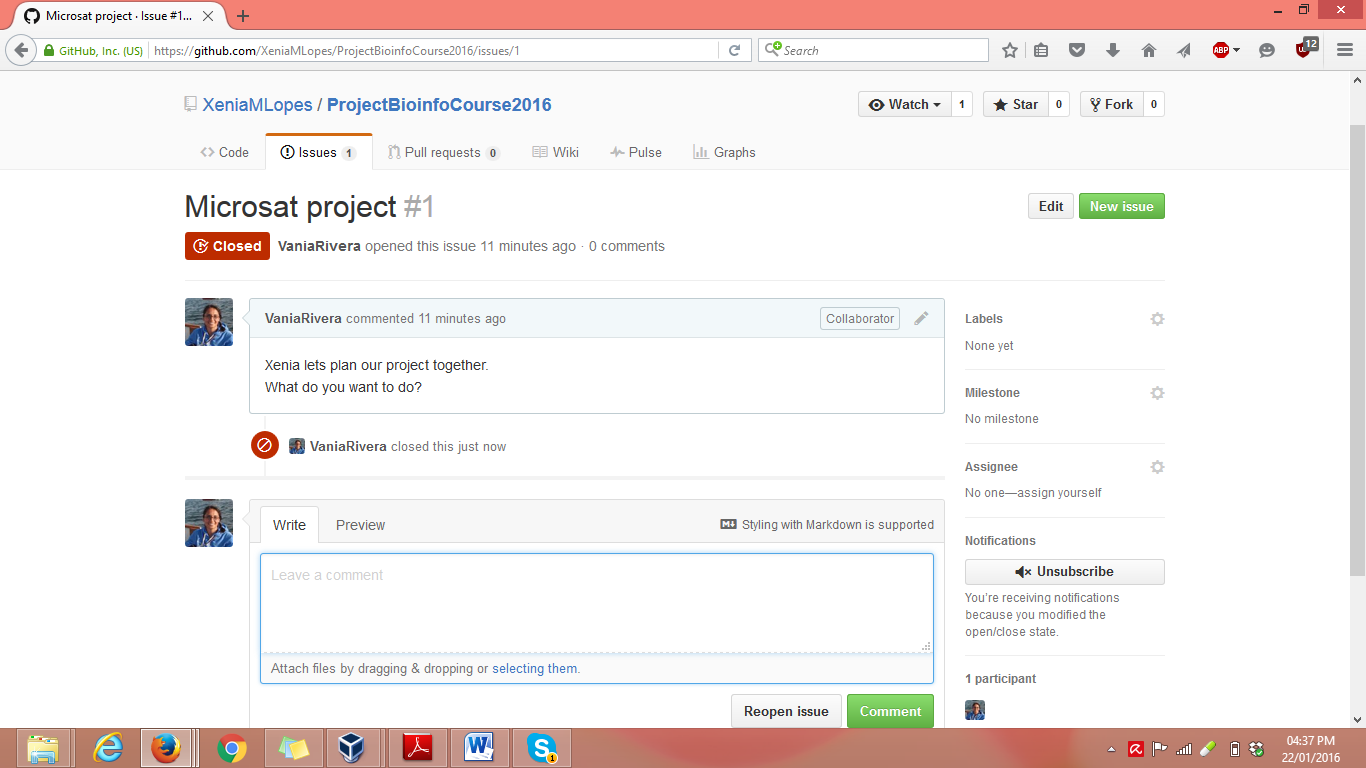 Microsat project · Issue #1...
GitHub, Inc. (US)
https://github.com/XeniaMLopes/ProjectBioinfoCourse2016/issues/1
Search
ABP
12
XeniaMLopes / ProjectBioinfoCourse2016
Watch 1
Star 0
Fork 0
Code
Issues 1
Pull requests 0
Wiki
Pulse
Graphs
Microsat project #1
Edit
New issue
Closed
VaniaRivera opened this issue 11 minutes ago · 0 comments
VaniaRivera commented 11 minutes ago
Collaborator
Xenia lets plan our project together.
What do you want to do?
VaniaRivera closed this just now
Write
Preview
Styling with Markdown is supported
Leave a comment
Attach files by dragging & dropping or selecting them.
Reopen issue
Comment
Labels
None yet
Milestone
No milestone
Assignee
No one—assign yourself
Notifications
Unsubscribe
You're receiving notifications
because you modified the
open/close state.
1 participant
1
04:37 PM
22/01/2016